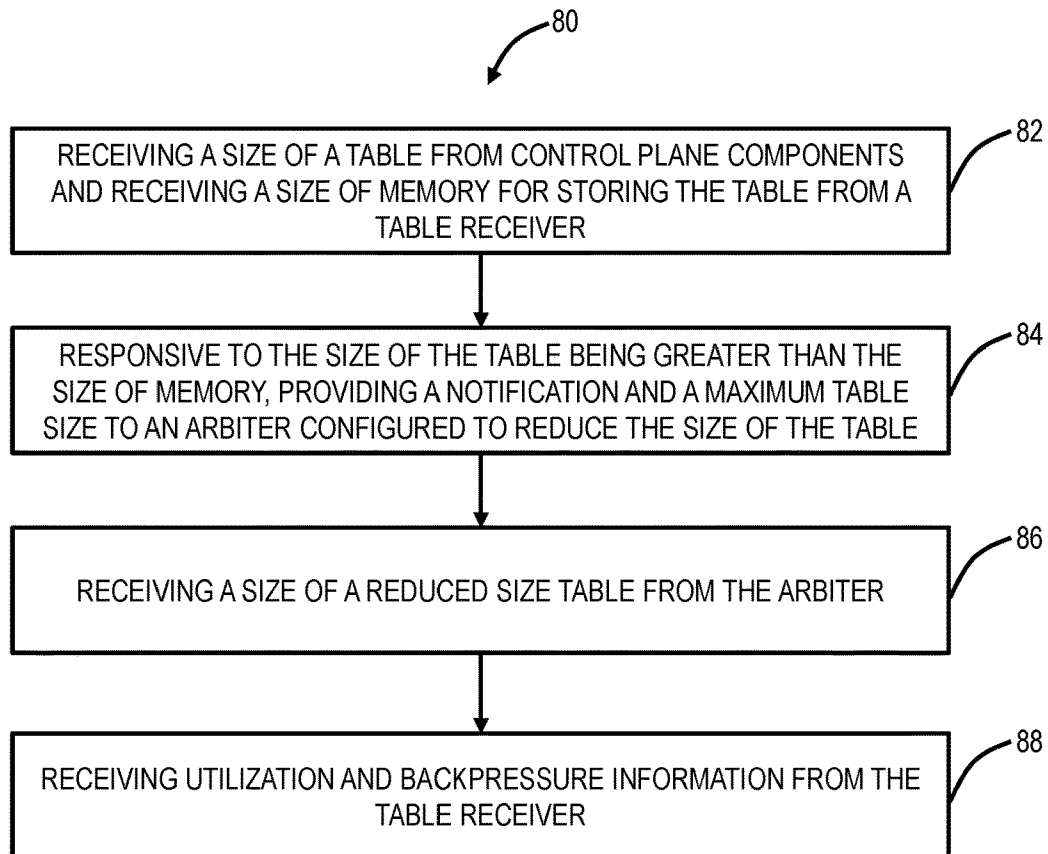 80
RECEIVING A SIZE OF A TABLE FROM CONTROL PLANE COMPONENTS
AND RECEIVING A SIZE OF MEMORY FOR STORING THE TABLE FROM A
TABLE RECEIVER
82
RESPONSIVE TO THE SIZE OF THE TABLE BEING GREATER THAN THE
SIZE OF MEMORY, PROVIDING A NOTIFICATION AND A MAXIMUM TABLE
SIZE TO AN ARBITER CONFIGURED TO REDUCE THE SIZE OF THE TABLE
84
RECEIVING A SIZE OF A REDUCED SIZE TABLE FROM THE ARBITER
86
RECEIVING UTILIZATION AND BACKPRESSURE INFORMATION FROM THE
TABLE RECEIVER
88